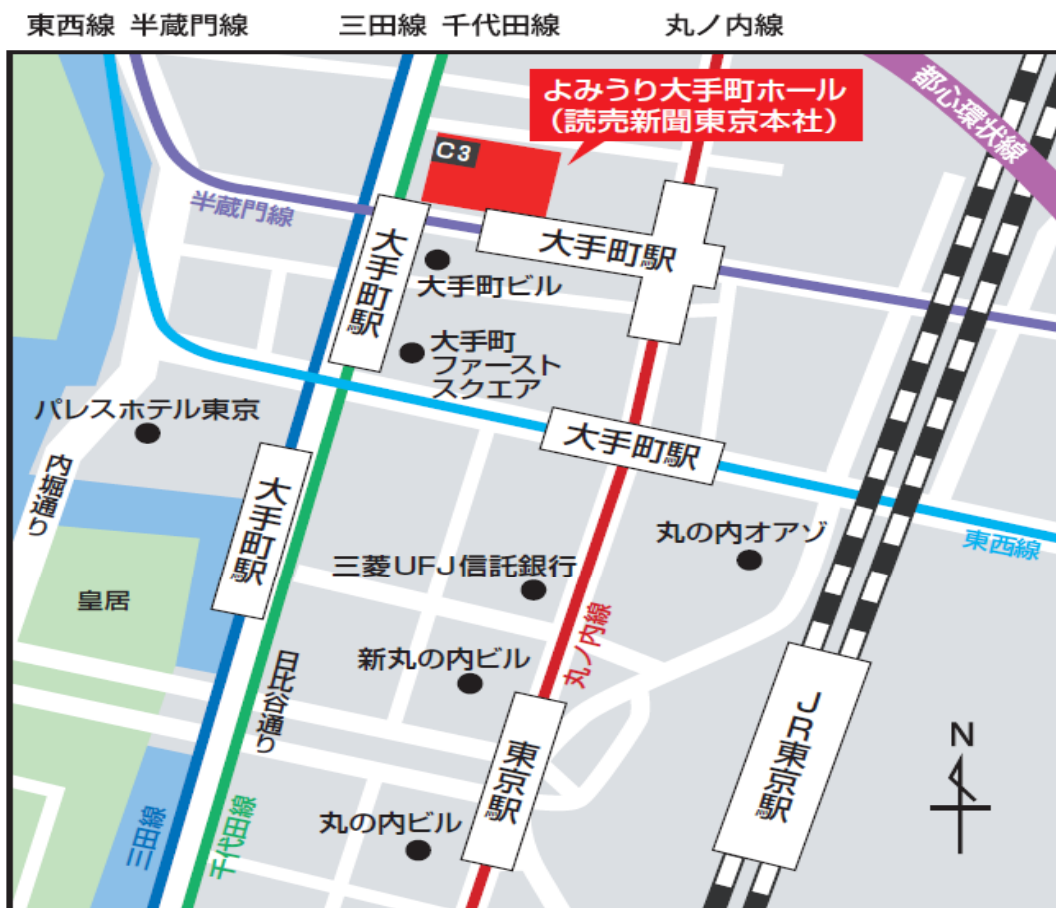 東西線 半蔵門線 三田線 千代田線 丸ノ内線
よみうり大手町ホール
（読売新聞東京本社）
都心環状線
C3
半蔵門線
大手町駅
大手町駅
大手町ビル
大手町
ファースト
スクエア
パレスホテル東京
大手町駅
内堀通り
大手町駅
丸の内オアゾ
東西線
三菱UFJ信託銀行
皇居
丸ノ内線
新丸の内ビル
日比谷通り
JR東京駅
N
東京駅
丸の内ビル
三田線
千代田線